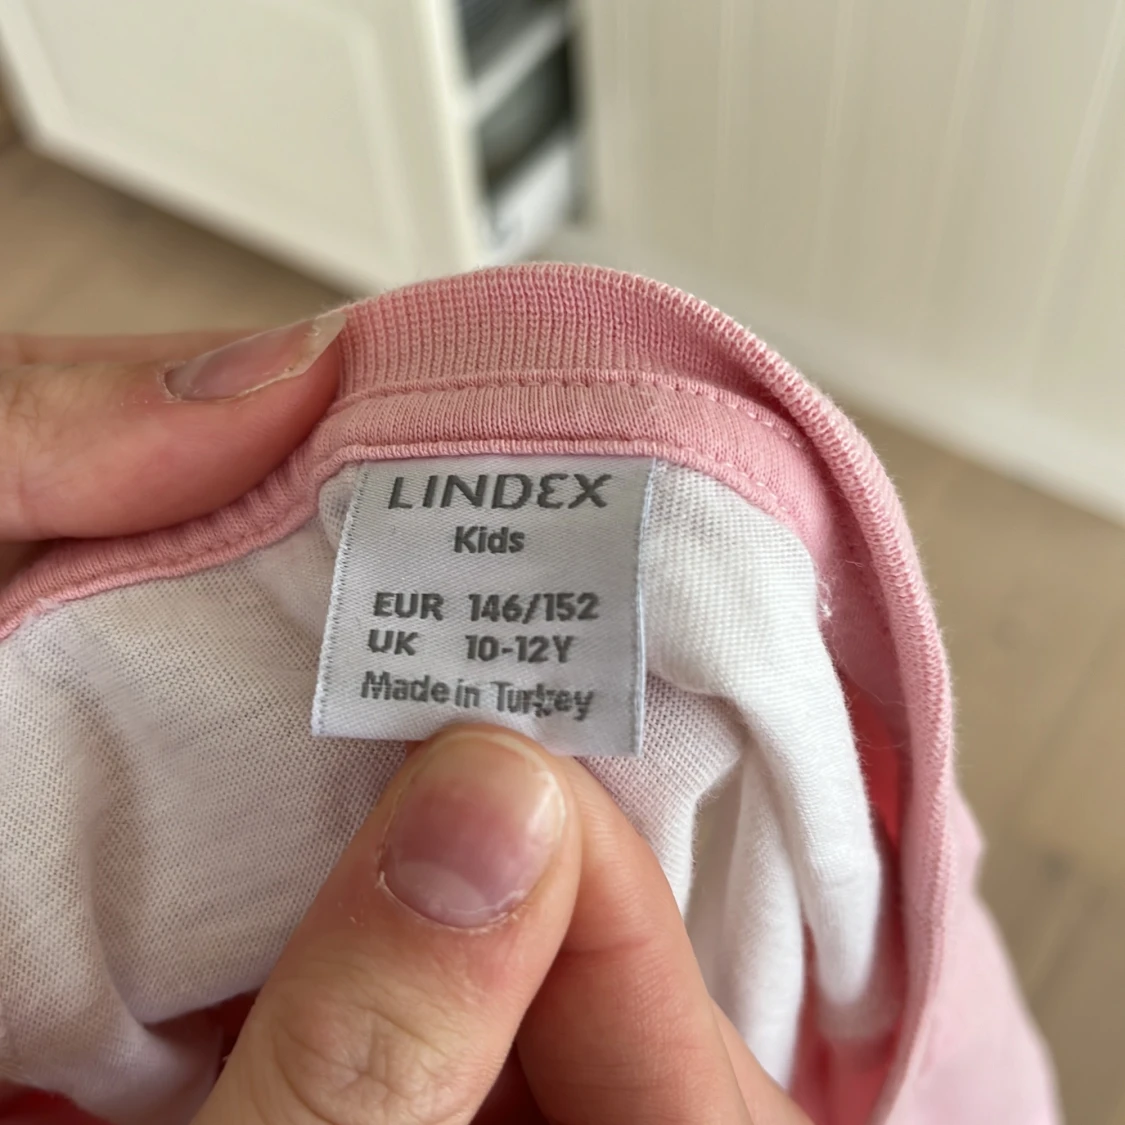 LINDEX
Kids
EUR 146/152
UK 10-12Y
Made in Turkey